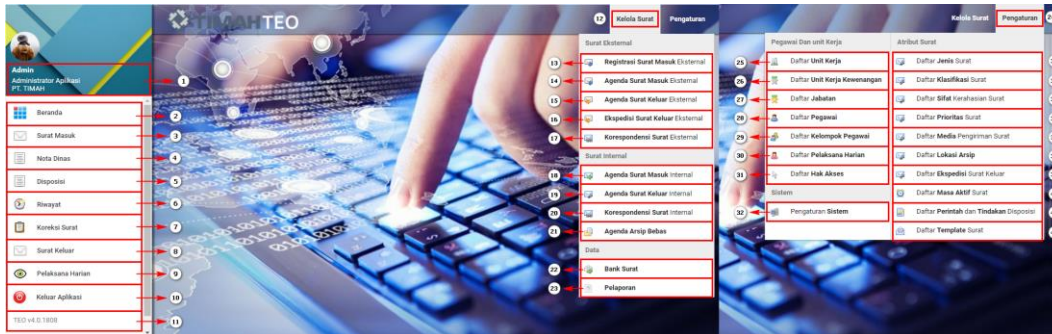 TIMAH TEO
Admin
Administrator Aplikasi
PT. TIMAH
1
Beranda
2
Surat Masuk
3
Nota Dinas
4
Disposisi
5
Riwayat
6
Koreksi Surat
7
Surat Keluar
8
Pelaksana Harian
9
Keluar Aplikasi
10
TEO v4.0.1808
11
12
Kelola Surat
Pengaturan
Surat Eksternal
13
Registrasi Surat Masuk Eksternal
14
Agenda Surat Masuk Eksternal
15
Agenda Surat Keluar Eksternal
16
Ekspedisi Surat Keluar Eksternal
17
Korespondensi Surat Eksternal
Surat Internal
18
Agenda Surat Masuk Internal
19
Agenda Surat Keluar Internal
20
Korespondensi Surat Internal
21
Agenda Arsip Bebas
Data
22
Bank Surat
23
Pelaporan
Kelola Surat
Pengaturan
Pegawai Dan unit Kerja
25
Daftar Unit Kerja
26
Daftar Unit Kerja Kewenangan
27
Daftar Jabatan
28
Daftar Pegawai
29
Daftar Kelompok Pegawai
30
Daftar Pelaksana Harian
31
Daftar Hak Akses
Sistem
32
Pengaturan Sistem
Atribut Surat
Daftar Jenis Surat
Daftar Klasifikasi Surat
Daftar Sifat Kerahasian Surat
Daftar Prioritas Surat
Daftar Media Pengiriman Surat
Daftar Lokasi Arsip
Daftar Ekspedisi Surat Keluar
Daftar Masa Aktif Surat
Daftar Perintah dan Tindakan Disposisi
Daftar Template Surat